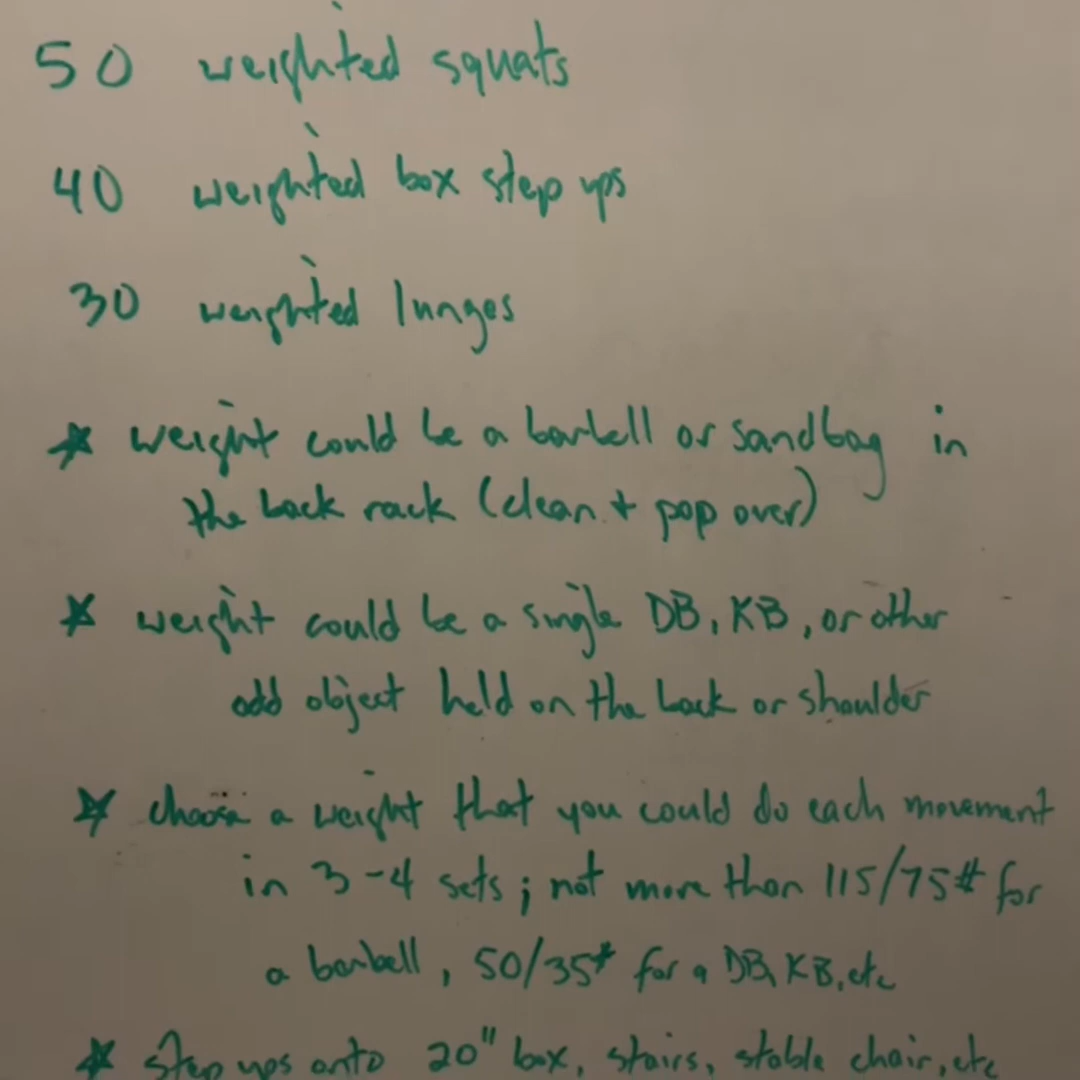 50 weighted squats
40 weighted box step ups
30 weighted lunges
* weight could be a barbell or sandbag in
the back rack (clean + pop over)
* weight could be a single DB, KB, or other
odd object held on the back or shoulder
* choose a weight that you could do each movement
in 3-4 sets; not more than 115/75# for
a barbell, 50/35# for a DB, KB, etc
* step ups onto 20" box, stairs, stable chair, etc